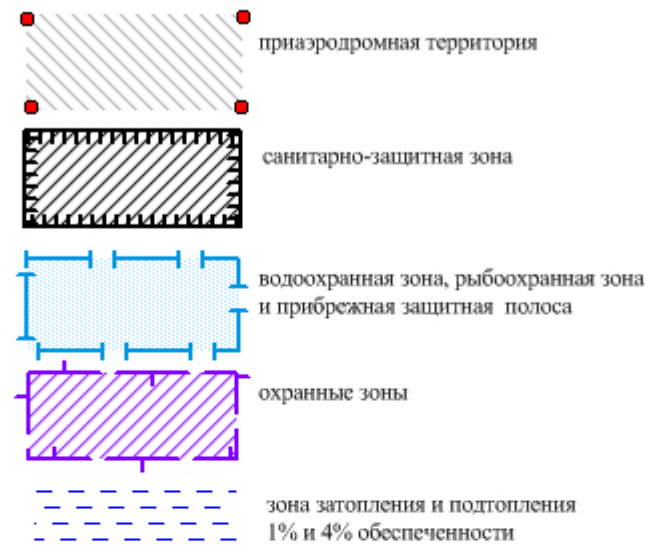 приаэродромная территория
санитарно-защитная зона
водоохранная зона, рыбоохранная зона
и прибрежная защитная полоса
охранные зоны
зона затопления и подтопления
1% и 4% обеспеченности